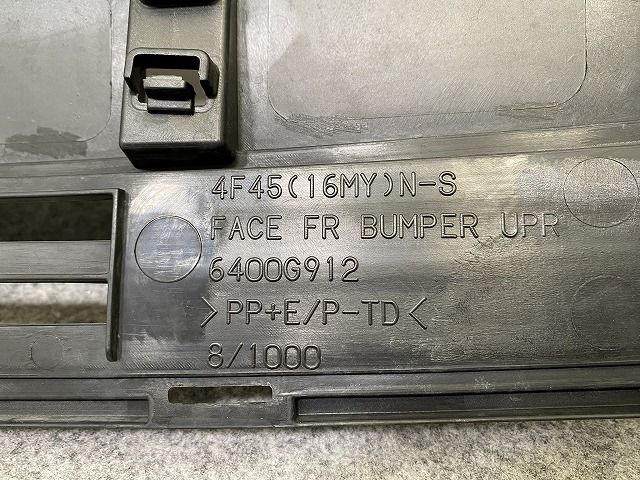 4F45(16MY)N-S
FACE FR BUMPER UPR
6400G912
>PP+E/P-TD<
8/1000